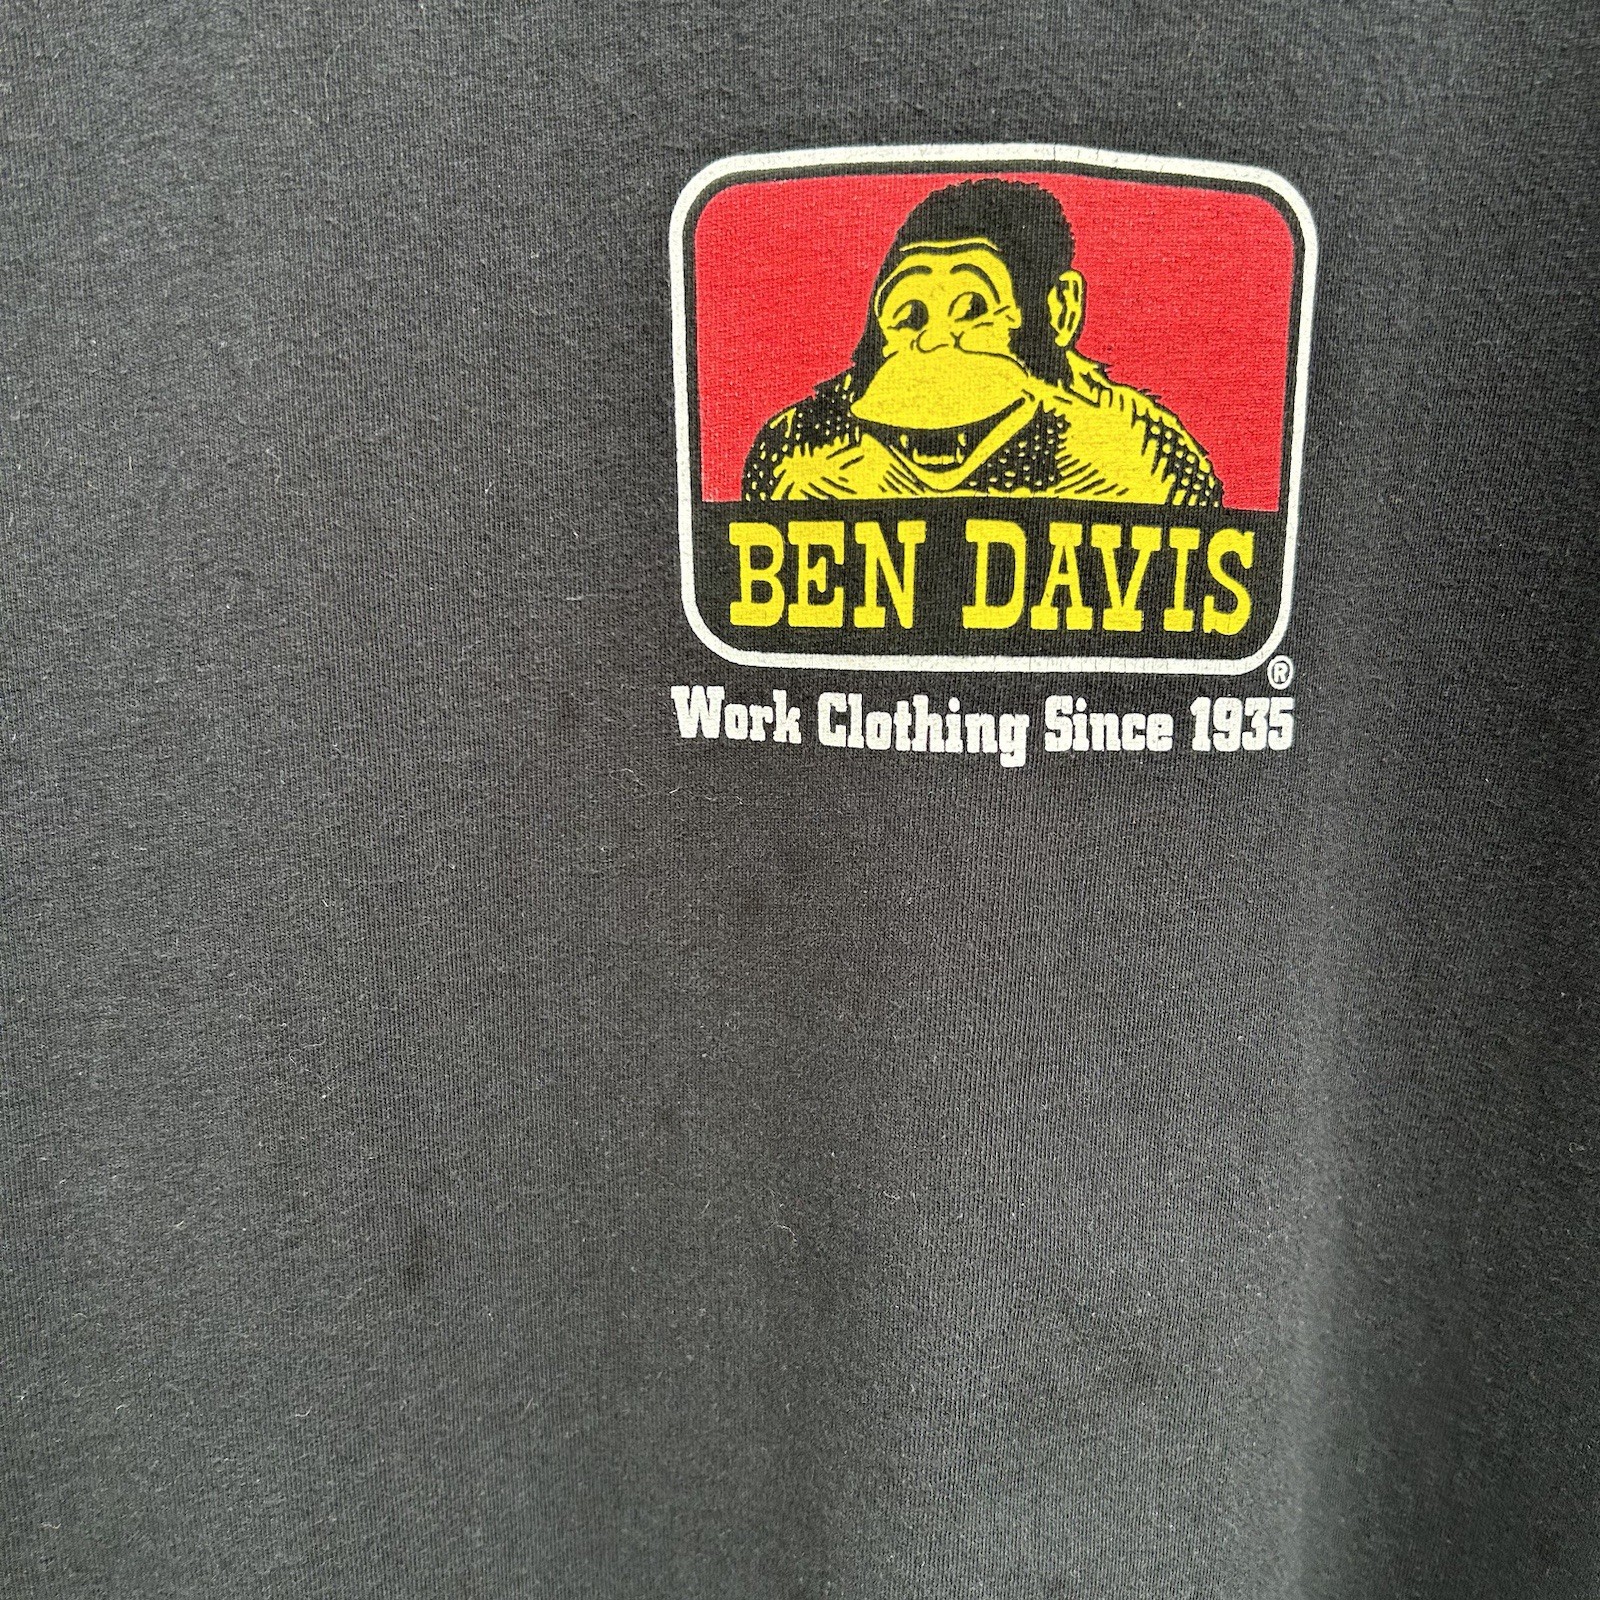 BEN DAVIS
®
Work Clothing Since 1935